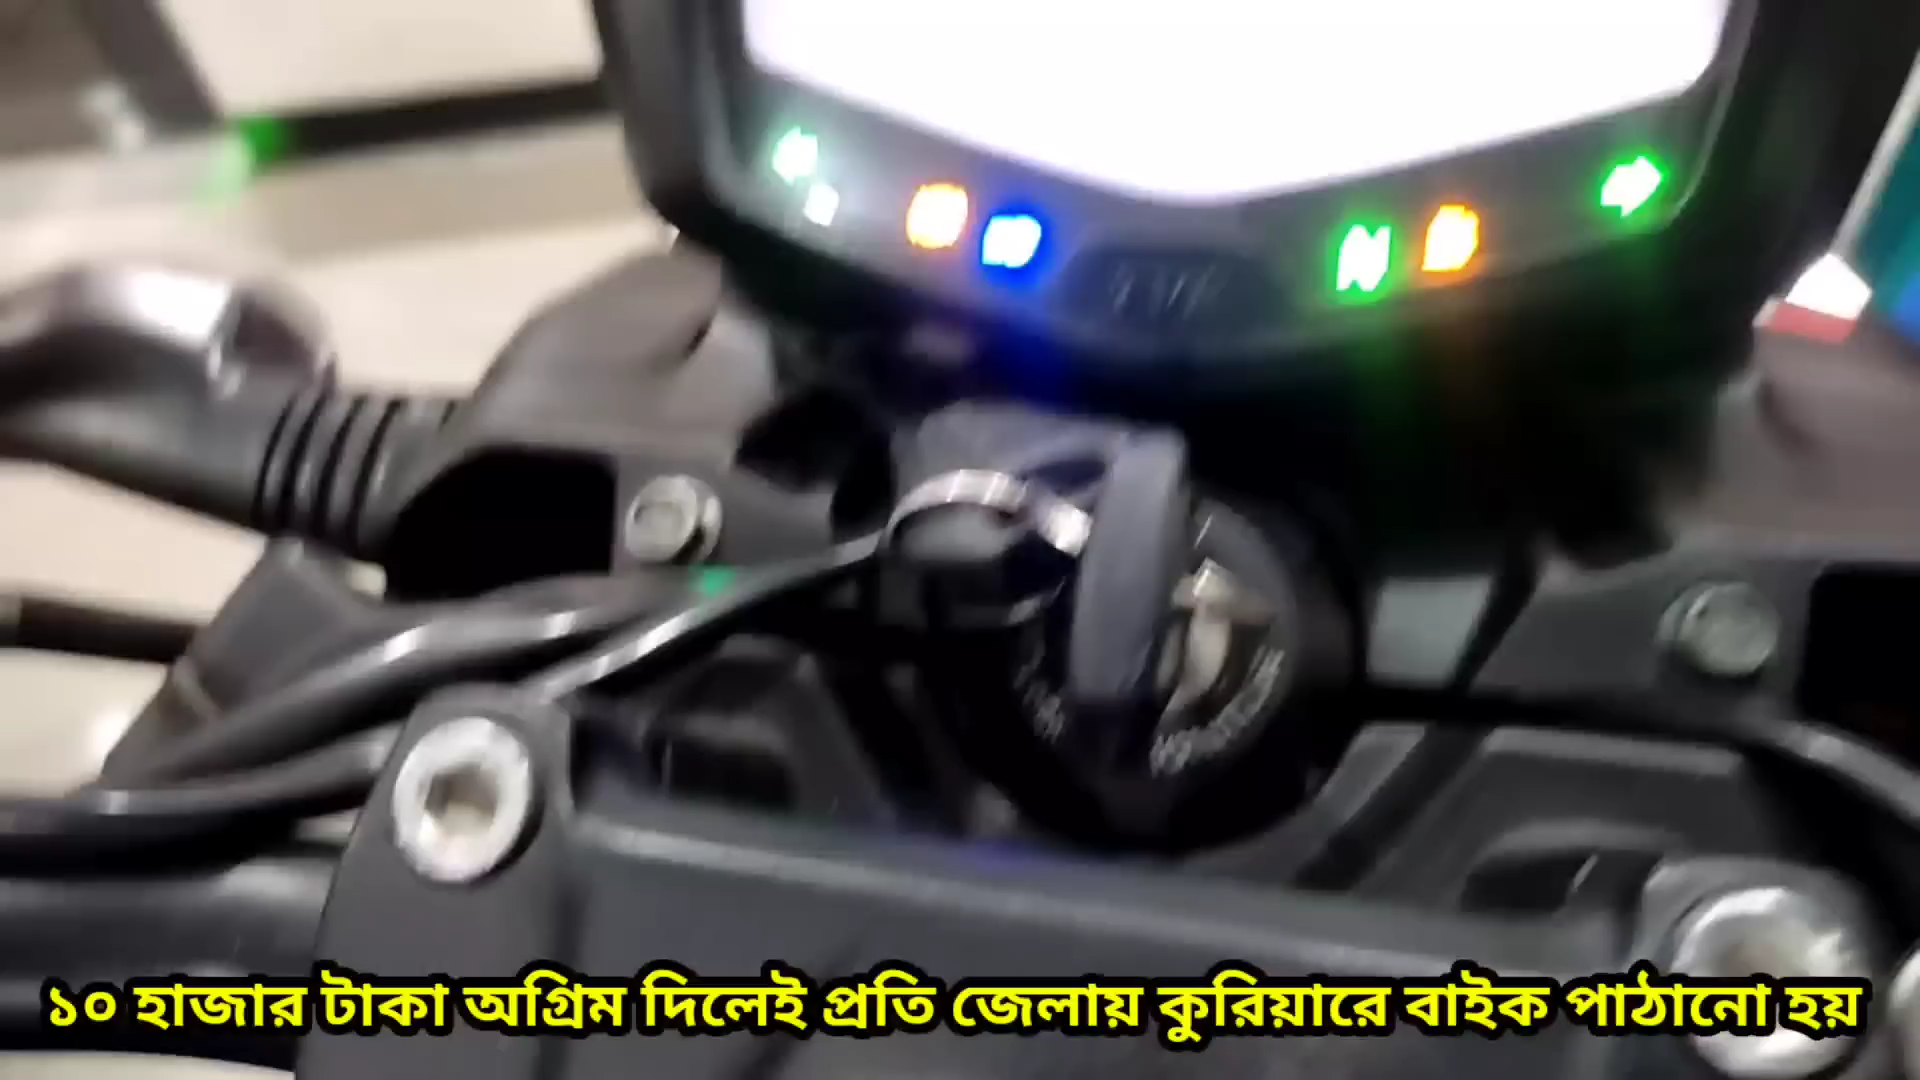 N
১০ হাজার টাকা অগ্রিম দিলেই প্রতি জেলায় কুরিয়ারে বাইক পাঠানো হয়